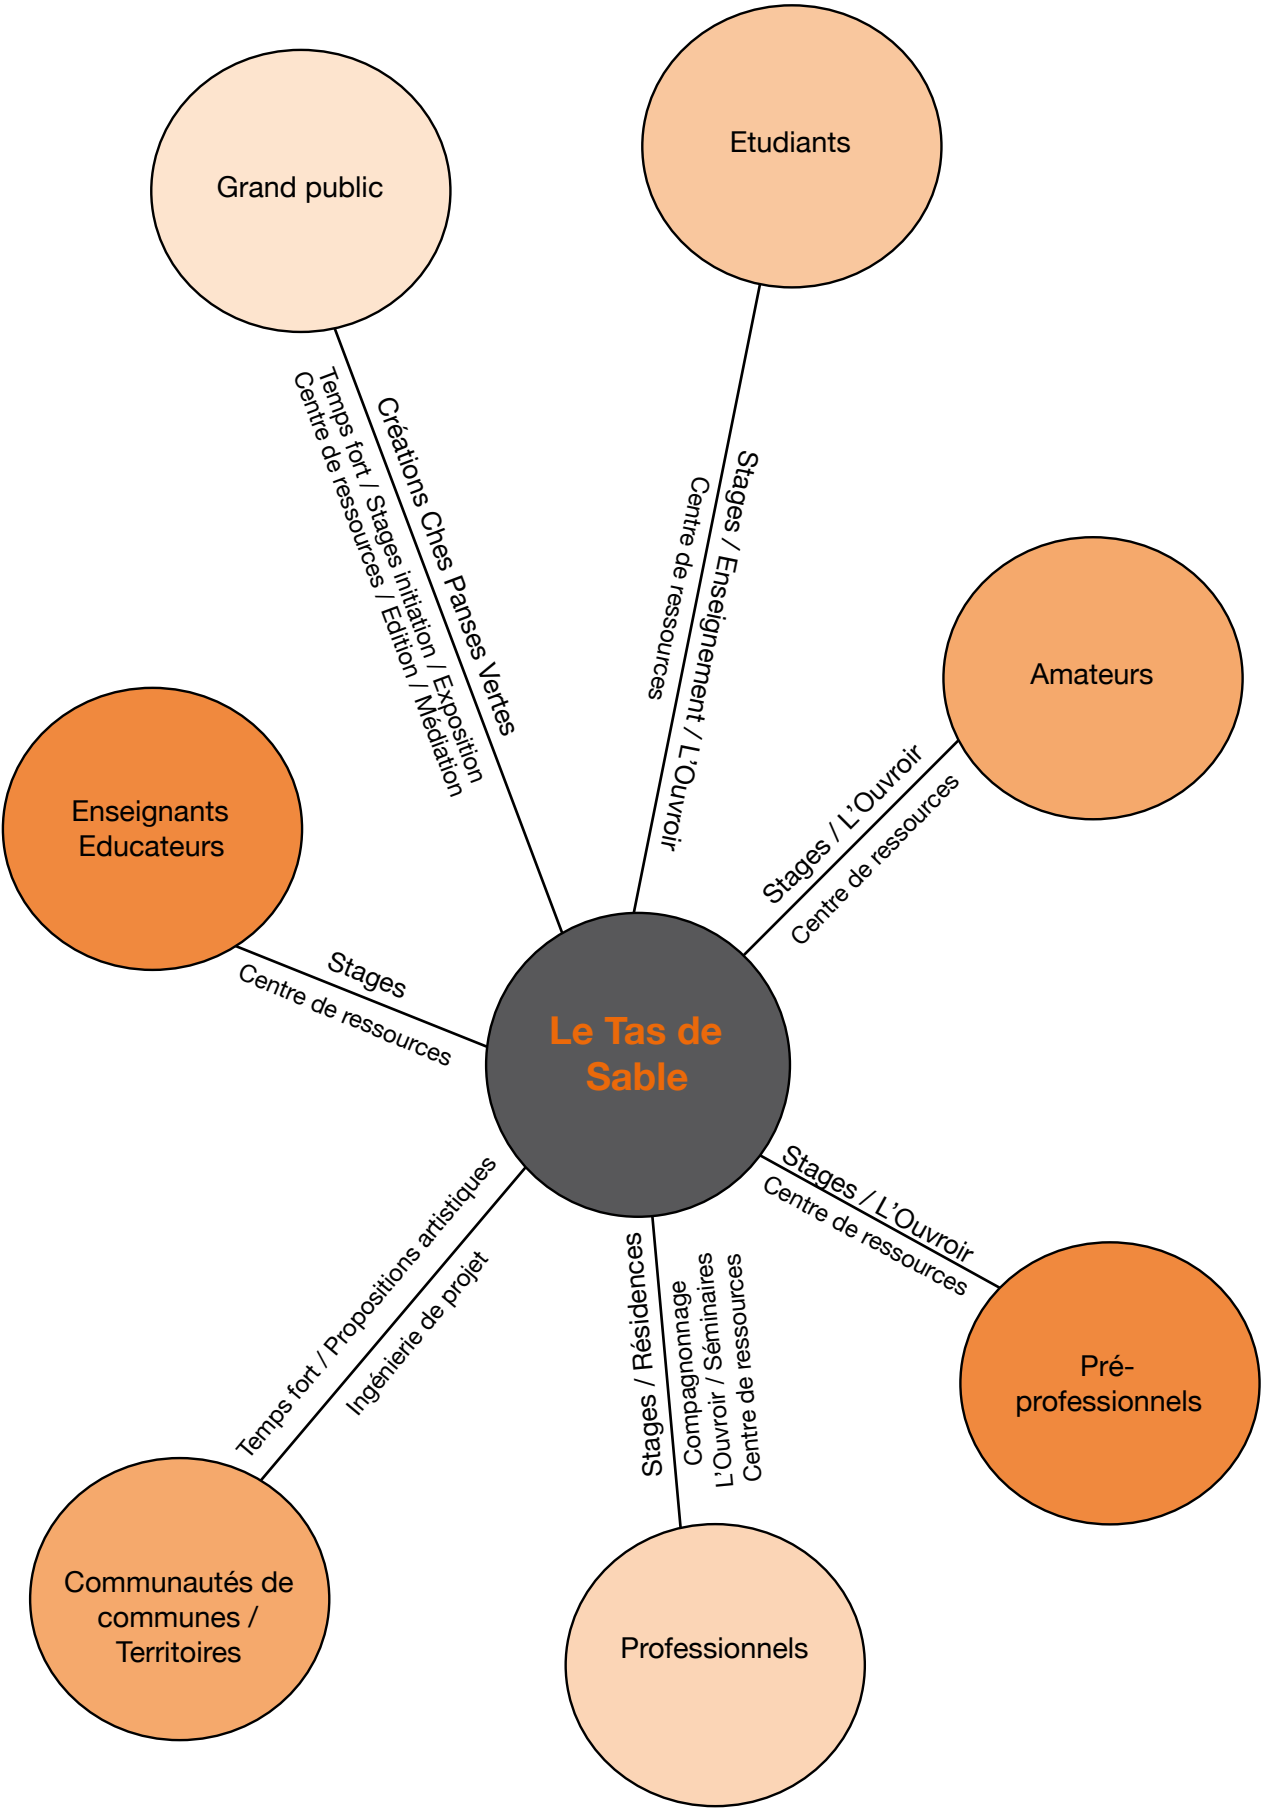 Etudiants
Grand public
Créations Ches Panses Vertes
Temps fort / Stages initiation / Exposition
Centre de ressources / Edition / Médiation
Stages / Enseignement / L'Ouvroir
Centre de ressources
Amateurs
Stages / L'Ouvroir
Centre de ressources
Enseignants
Educateurs
Stages
Centre de ressources
Le Tas de
Sable
Stages / L'Ouvroir
Centre de ressources
Temps fort / Propositions artistiques
Ingénierie de projet
Stages / Résidences
Compagnonnage
L'Ouvroir / Séminaires
Centre de ressources
Pré-
professionnels
Communautés de
communes /
Territoires
Professionnels